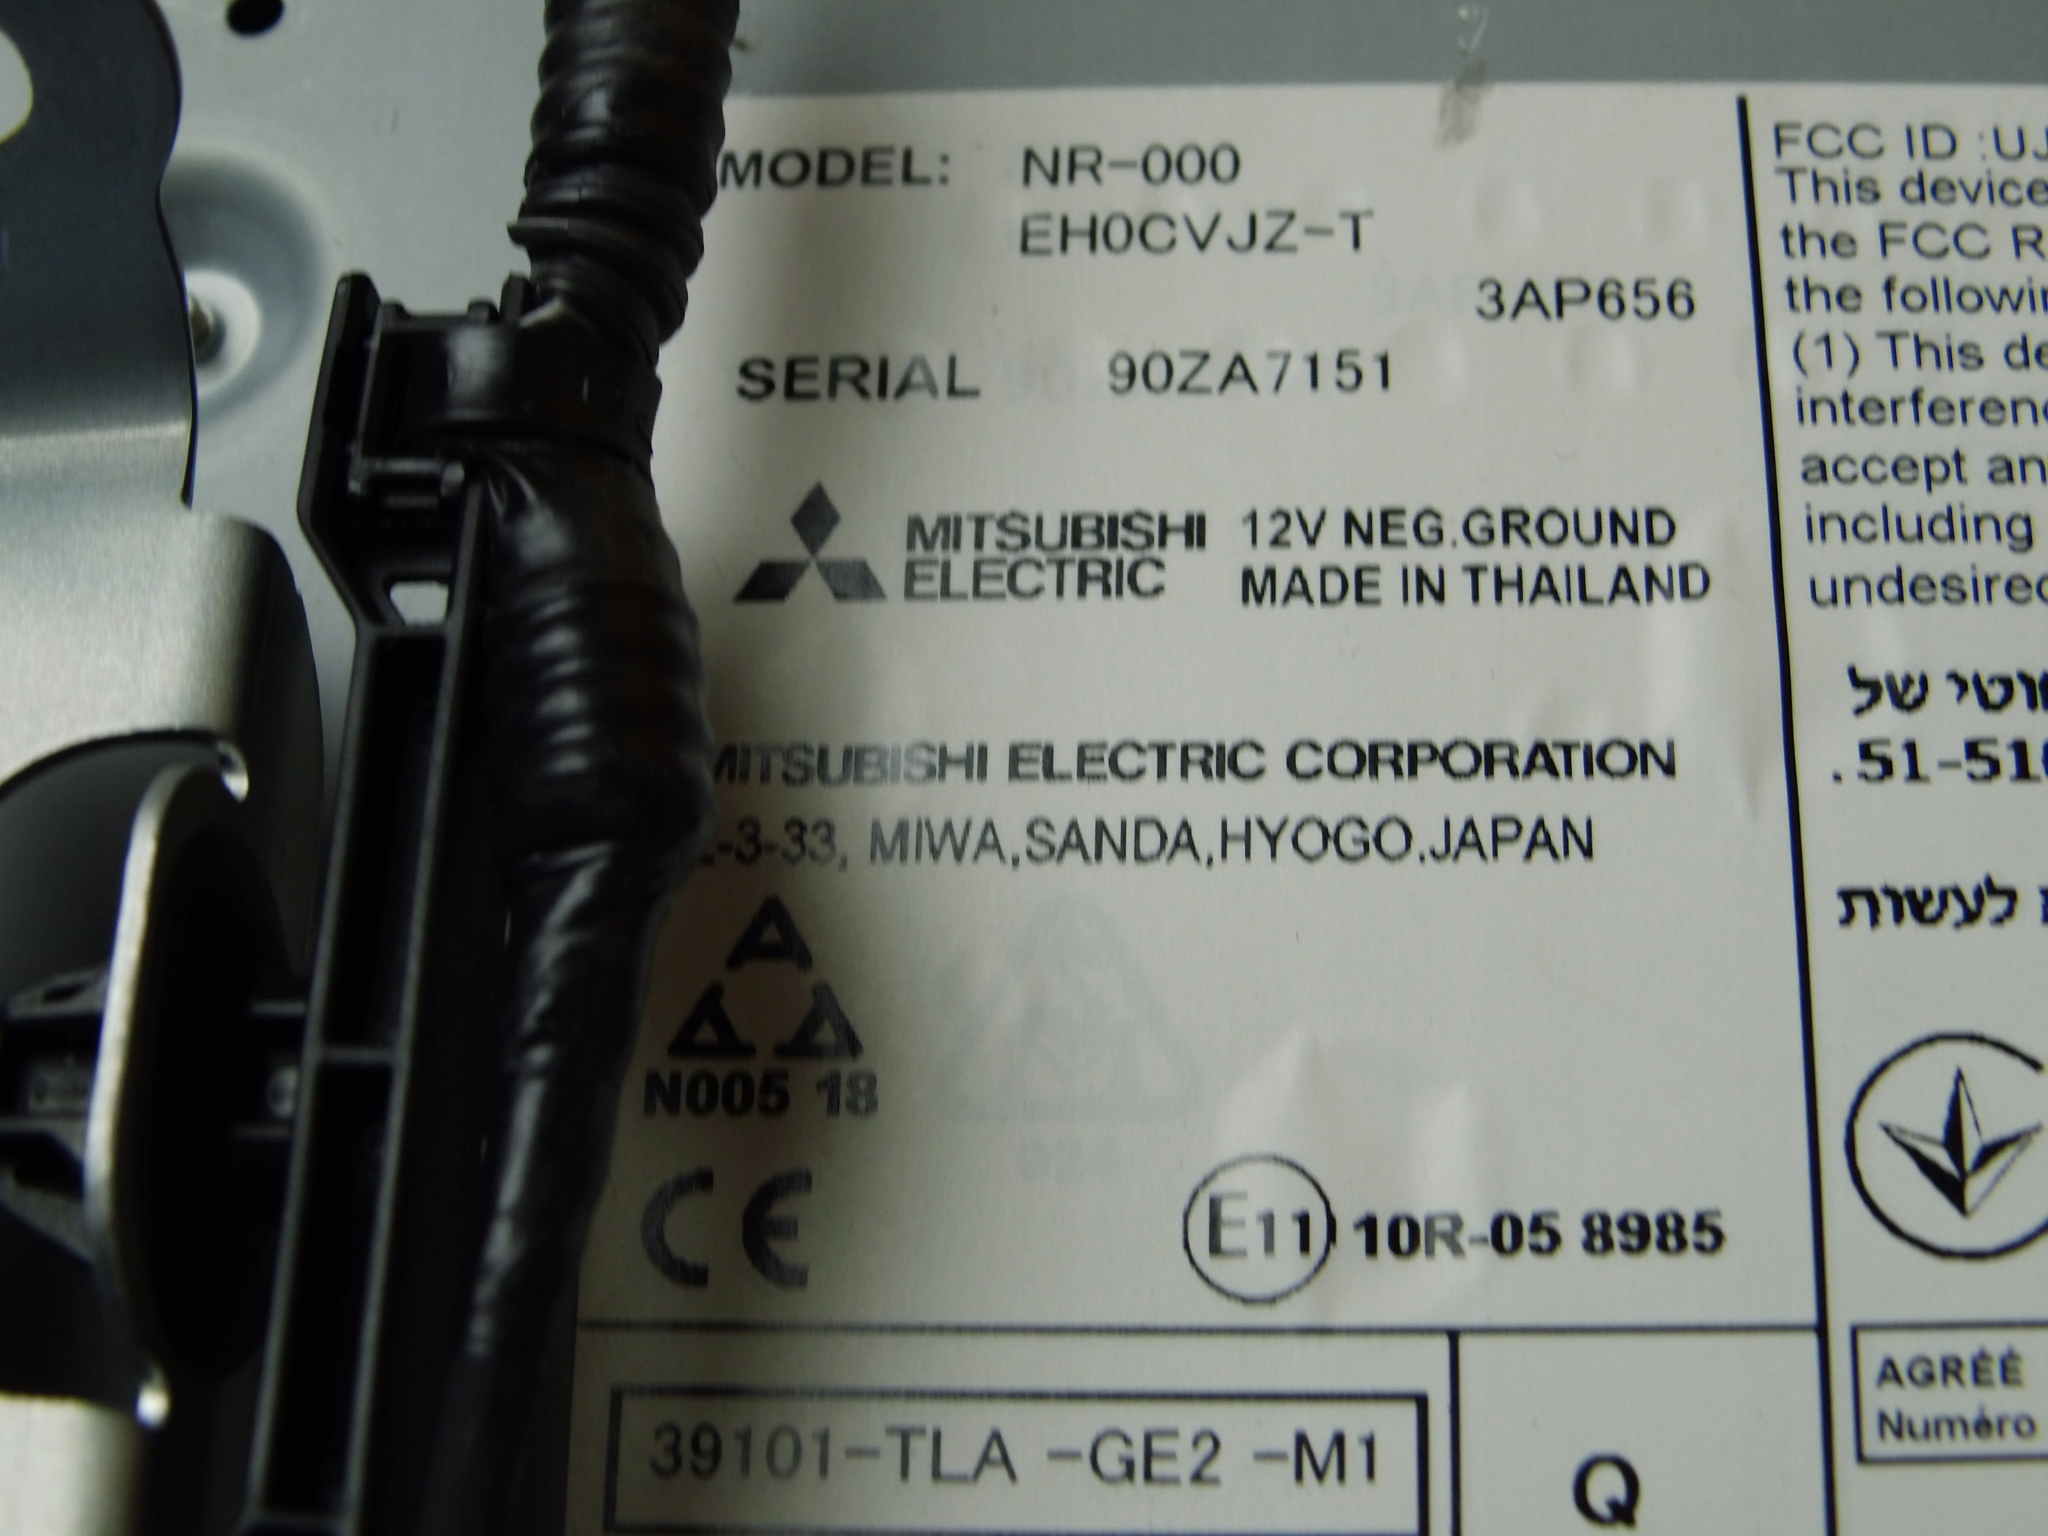 MODEL: NR-000
EH0CVJZ-T
3AP656
SERIAL 90ZA7151
MITSUBISHI ELECTRIC
12V NEG.GROUND
MADE IN THAILAND
MITSUBISHI ELECTRIC CORPORATION
-3-33, MIWA,SANDA,HYOGO.JAPAN
N005 18
CE
E11 10R-05 8985
39101-TLA -GE2 -M1
Q
FCC ID :UJ
This device
the FCC R
the followin
(1) This de
interferenc
accept an
including
undesired
של
.51-510
לעשות
AGRÉÉ
Numéro